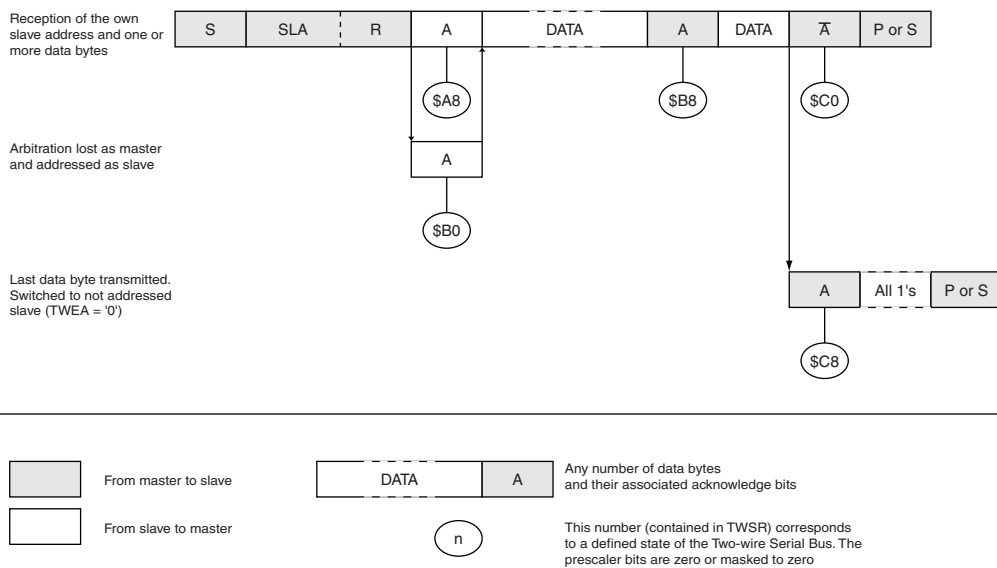 Reception of the own
slave address and one or
more data bytes
S SLA R A DATA A DATA A̅ P or S
$A8 $B8 $C0
Arbitration lost as master
and addressed as slave
A
$B0
Last data byte transmitted.
Switched to not addressed
slave (TWEA = '0')
A All 1's P or S
$C8
From master to slave
DATA A
Any number of data bytes
and their associated acknowledge bits
From slave to master
n
This number (contained in TWSR) corresponds
to a defined state of the Two-wire Serial Bus. The
prescaler bits are zero or masked to zero